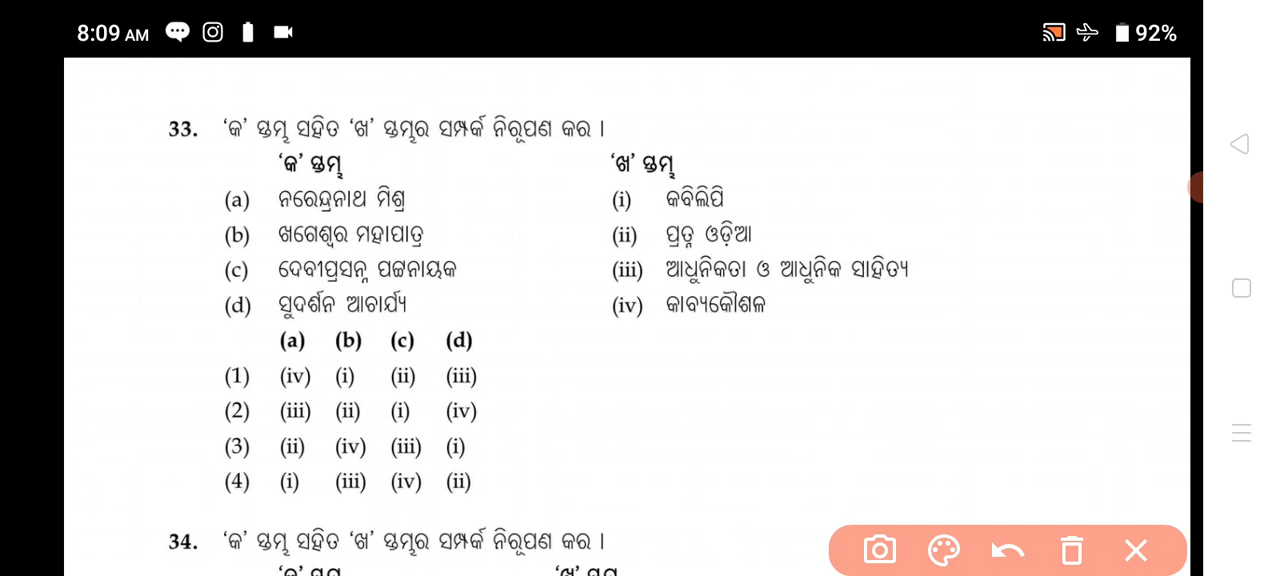 8:09 AM 92%
33. ‘କ’ ସ୍ତମ୍ଭ ସହିତ ‘ଖ’ ସ୍ତମ୍ଭର ସମ୍ପର୍କ ନିରୂପଣ କର ।
‘କ’ ସ୍ତମ୍ଭ ‘ଖ’ ସ୍ତମ୍ଭ
(a) ନରେନ୍ଦ୍ରନାଥ ମିଶ୍ର (i) କବିଲିପି
(b) ଖଗେଶ୍ୱର ମହାପାତ୍ର (ii) ପ୍ରତ୍ନ ଓଡ଼ିଆ
(c) ଦେବୀପ୍ରସନ୍ନ ପଟ୍ଟନାୟକ (iii) ଆଧୁନିକତା ଓ ଆଧୁନିକ ସାହିତ୍ୟ
(d) ସୁଦର୍ଶନ ଆଚାର୍ଯ୍ୟ (iv) କାବ୍ୟକୌଶଳ
(a) (b) (c) (d)
(1) (iv) (i) (ii) (iii)
(2) (iii) (ii) (i) (iv)
(3) (ii) (iv) (iii) (i)
(4) (i) (iii) (iv) (ii)
34. ‘କ’ ସ୍ତମ୍ଭ ସହିତ ‘ଖ’ ସ୍ତମ୍ଭର ସମ୍ପର୍କ ନିରୂପଣ କର ।